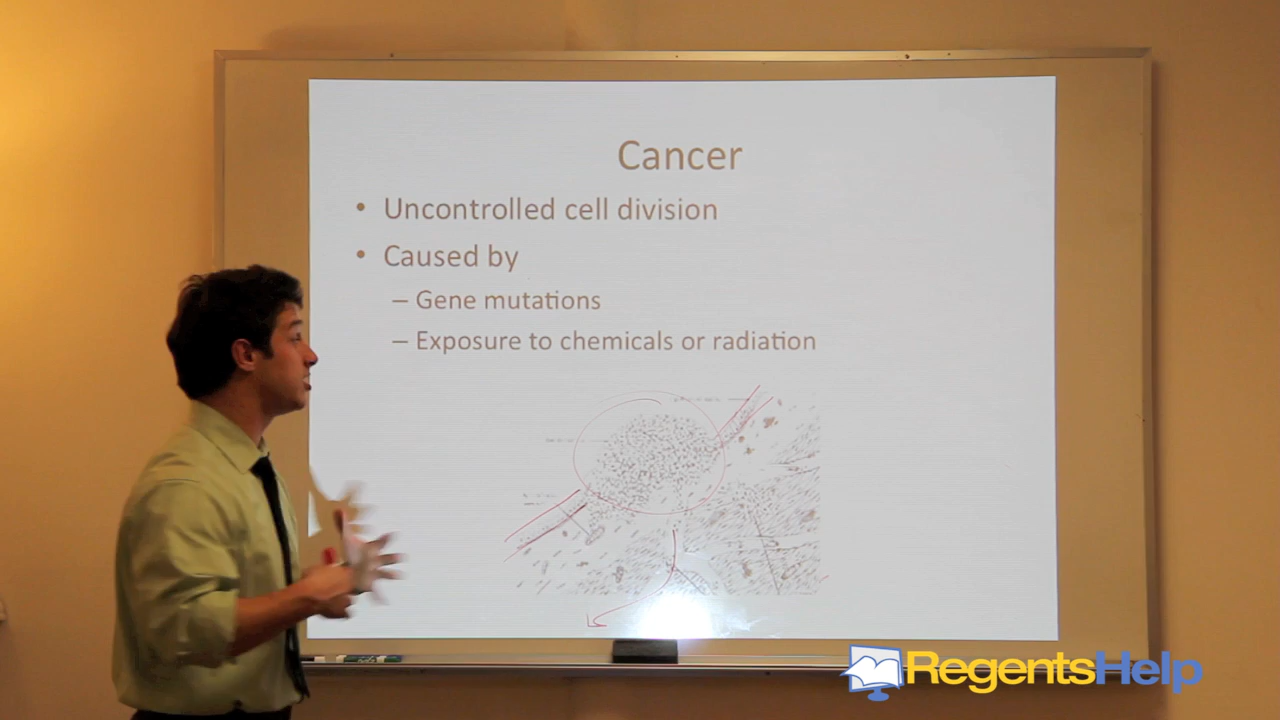 Cancer
• Uncontrolled cell division
• Caused by
– Gene mutations
– Exposure to chemicals or radiation
RegentsHelp